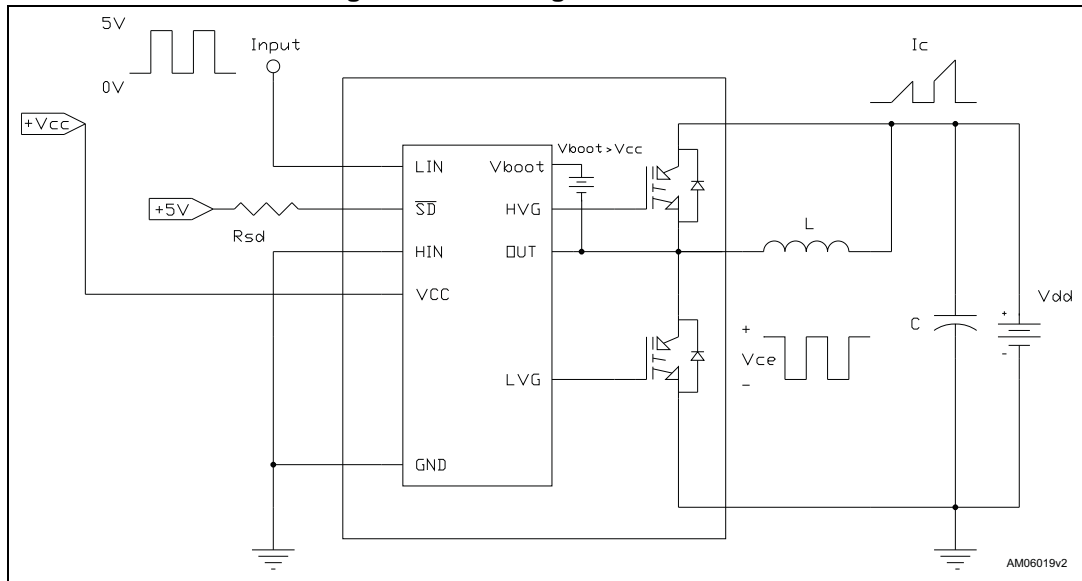 5V
Input
Ic
0V
+Vcc
Vboot>Vcc
LIN
Vboot
+5V
SD
HVG
Rsd
L
HIN
OUT
VCC
Vdd
+
+
C
Vce
-
-
LVG
GND
AM06019v2